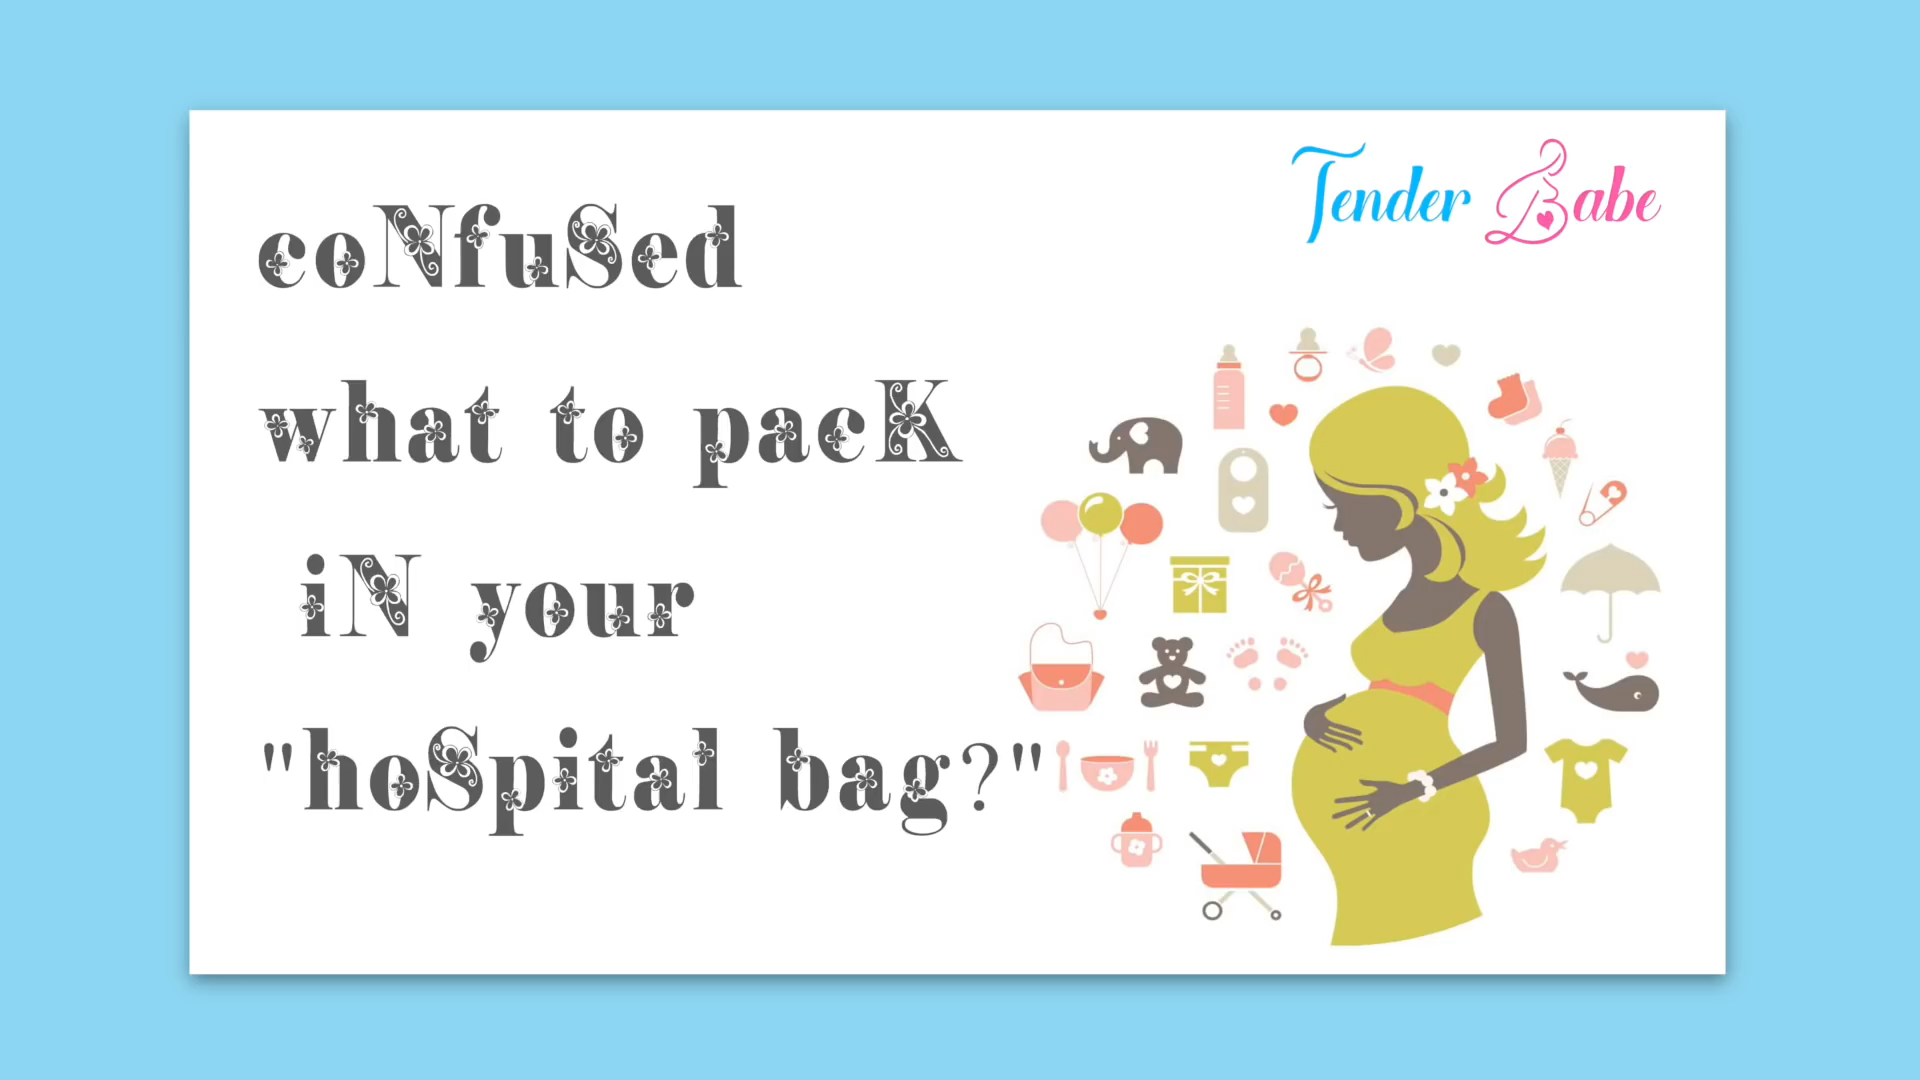 coNfuSed
what to pacK
iN your
"hoSpital bag?"
Tender Babe